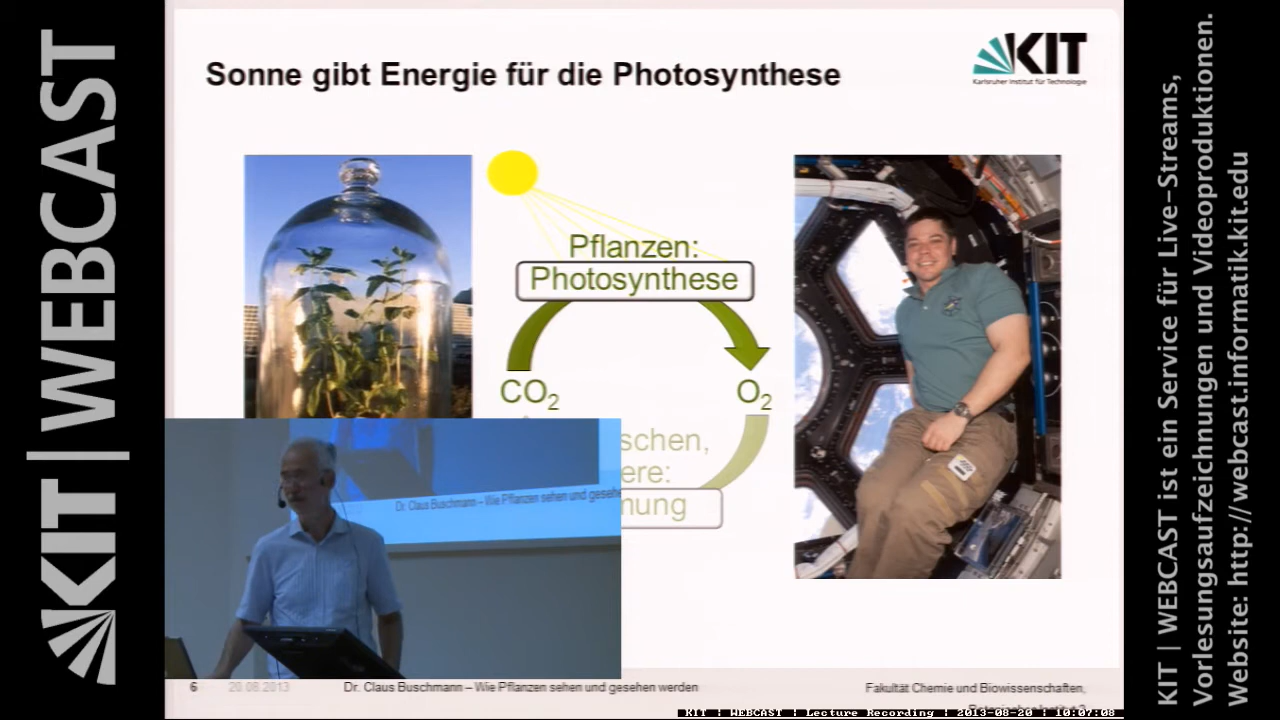 KIT | WEBCAST
Sonne gibt Energie für die Photosynthese
KIT
Karlsruher Institut für Technologie
Pflanzen:
Photosynthese
CO₂
O₂
schen,
ere:
mung
Dr. Claus Buschmann – Wie Pflanzen sehen und gesehe
6
20.08.2013
Dr. Claus Buschmann – Wie Pflanzen sehen und gesehen werden
Fakultät Chemie und Biowissenschaften,
KIT : WEBCAST : Lecture Recording : 2013-08-20 : 10:07:08
KIT | WEBCAST ist ein Service für Live-Streams,
Vorlesungsaufzeichnungen und Videoproduktionen.
Website: http://webcast.informatik.kit.edu